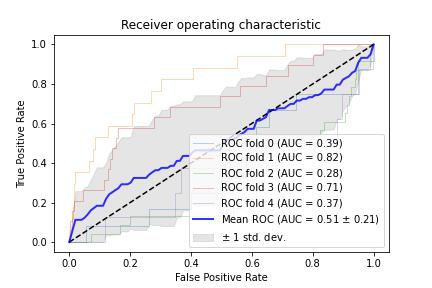 Receiver operating characteristic
True Positive Rate
1.0
0.8
0.6
0.4
0.2
0.0
ROC fold 0 (AUC = 0.39)
ROC fold 1 (AUC = 0.82)
ROC fold 2 (AUC = 0.28)
ROC fold 3 (AUC = 0.71)
ROC fold 4 (AUC = 0.37)
Mean ROC (AUC = 0.51 ± 0.21)
± 1 std. dev.
0.0 0.2 0.4 0.6 0.8 1.0
False Positive Rate